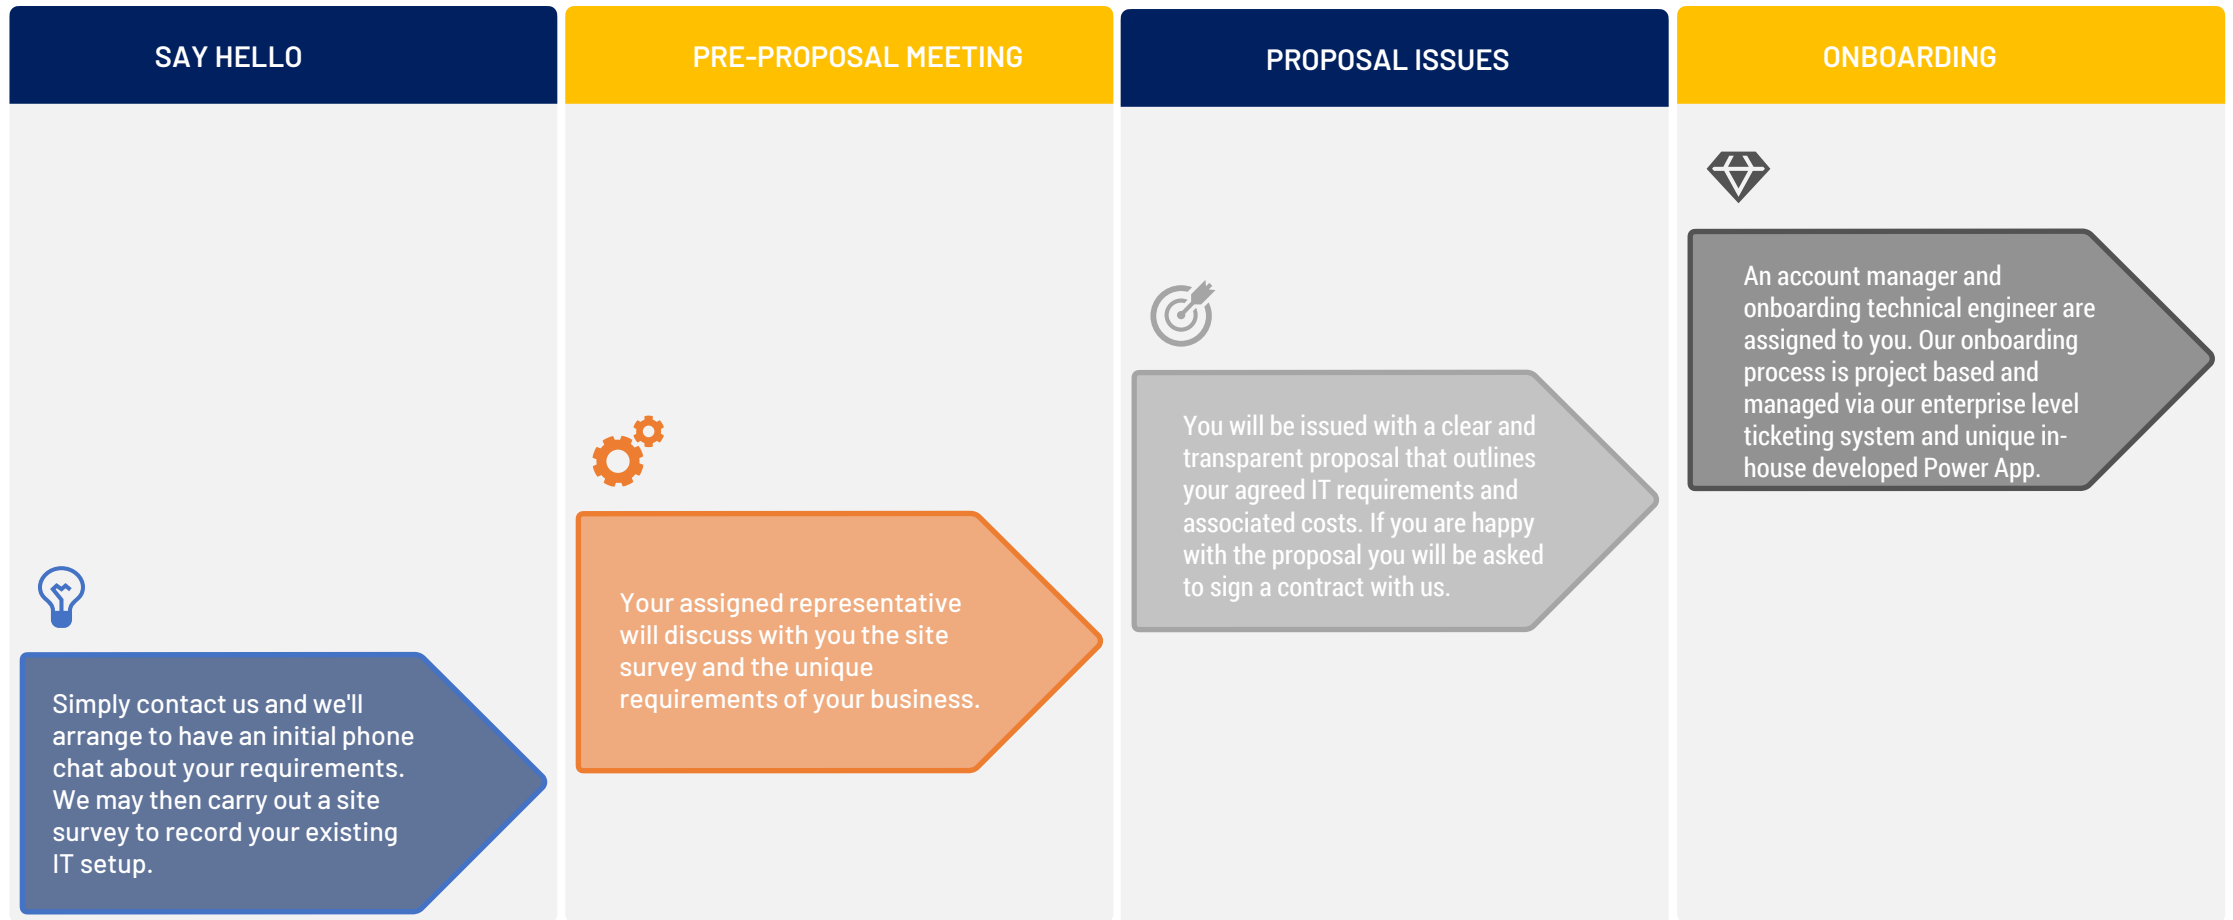 SAY HELLO
Simply contact us and we'll
arrange to have an initial phone
chat about your requirements.
We may then carry out a site
survey to record your existing
IT setup.
PRE-PROPOSAL MEETING
Your assigned representative
will discuss with you the site
survey and the unique
requirements of your business.
PROPOSAL ISSUES
You will be issued with a clear and
transparent proposal that outlines
your agreed IT requirements and
associated costs. If you are happy
with the proposal you will be asked
to sign a contract with us.
ONBOARDING
An account manager and
onboarding technical engineer are
assigned to you. Our onboarding
process is project based and
managed via our enterprise level
ticketing system and unique in-
house developed Power App.